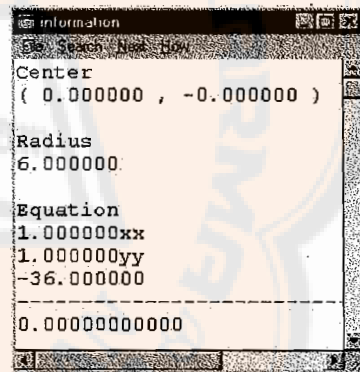 information
File Search Next How
Center
( 0.000000 , -0.000000 )
Radius
6.000000
Equation
1.000000xx
1.000000yy
-36.000000
--------------------------
0.00000000000